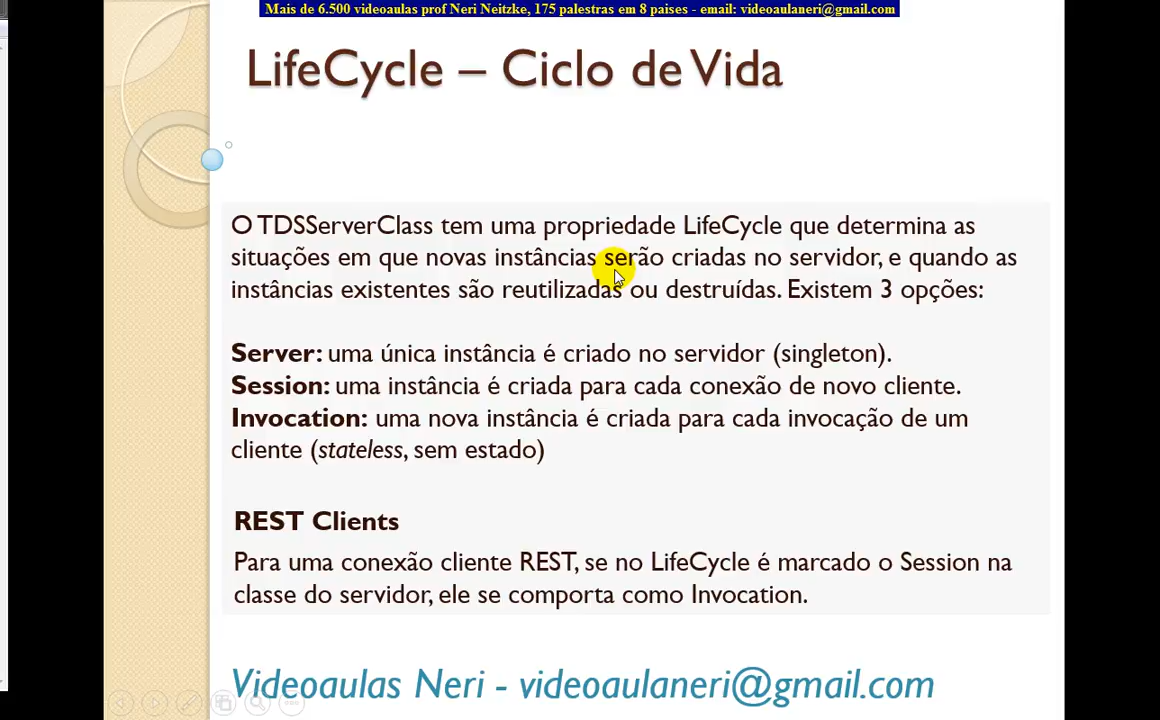 Mais de 6.500 videoaulas prof Neri Neitzke, 175 palestras em 8 paises - email: videoaulaneri@gmail.com
LifeCycle – Ciclo de Vida
O TDSServerClass tem uma propriedade LifeCycle que determina as
situações em que novas instâncias serão criadas no servidor, e quando as
instâncias existentes são reutilizadas ou destruídas. Existem 3 opções:
Server: uma única instância é criado no servidor (singleton).
Session: uma instância é criada para cada conexão de novo cliente.
Invocation: uma nova instância é criada para cada invocação de um
cliente (stateless, sem estado)
REST Clients
Para uma conexão cliente REST, se no LifeCycle é marcado o Session na
classe do servidor, ele se comporta como Invocation.
Videoaulas Neri - videoaulaneri@gmail.com